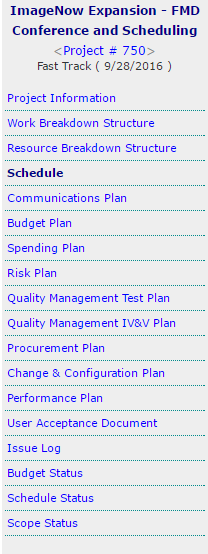 ImageNow Expansion - FMD
Conference and Scheduling
<Project # 750>
Fast Track ( 9/28/2016 )
Project Information
Work Breakdown Structure
Resource Breakdown Structure
Schedule
Communications Plan
Budget Plan
Spending Plan
Risk Plan
Quality Management Test Plan
Quality Management IV&V Plan
Procurement Plan
Change & Configuration Plan
Performance Plan
User Acceptance Document
Issue Log
Budget Status
Schedule Status
Scope Status